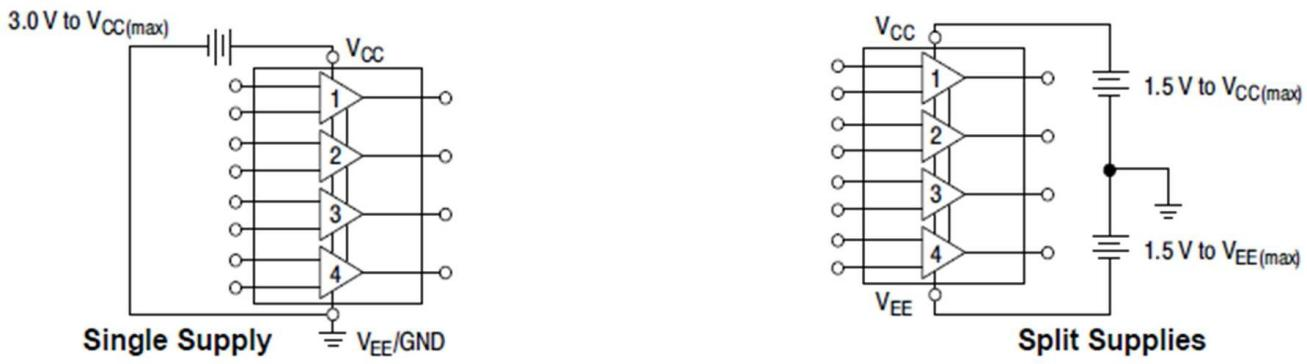 3.0 V to VCC(max)
VCC
1
2
3
4
Single Supply
VEE/GND
VCC
1
2
3
4
1.5 V to VCC(max)
1.5 V to VEE(max)
VEE
Split Supplies